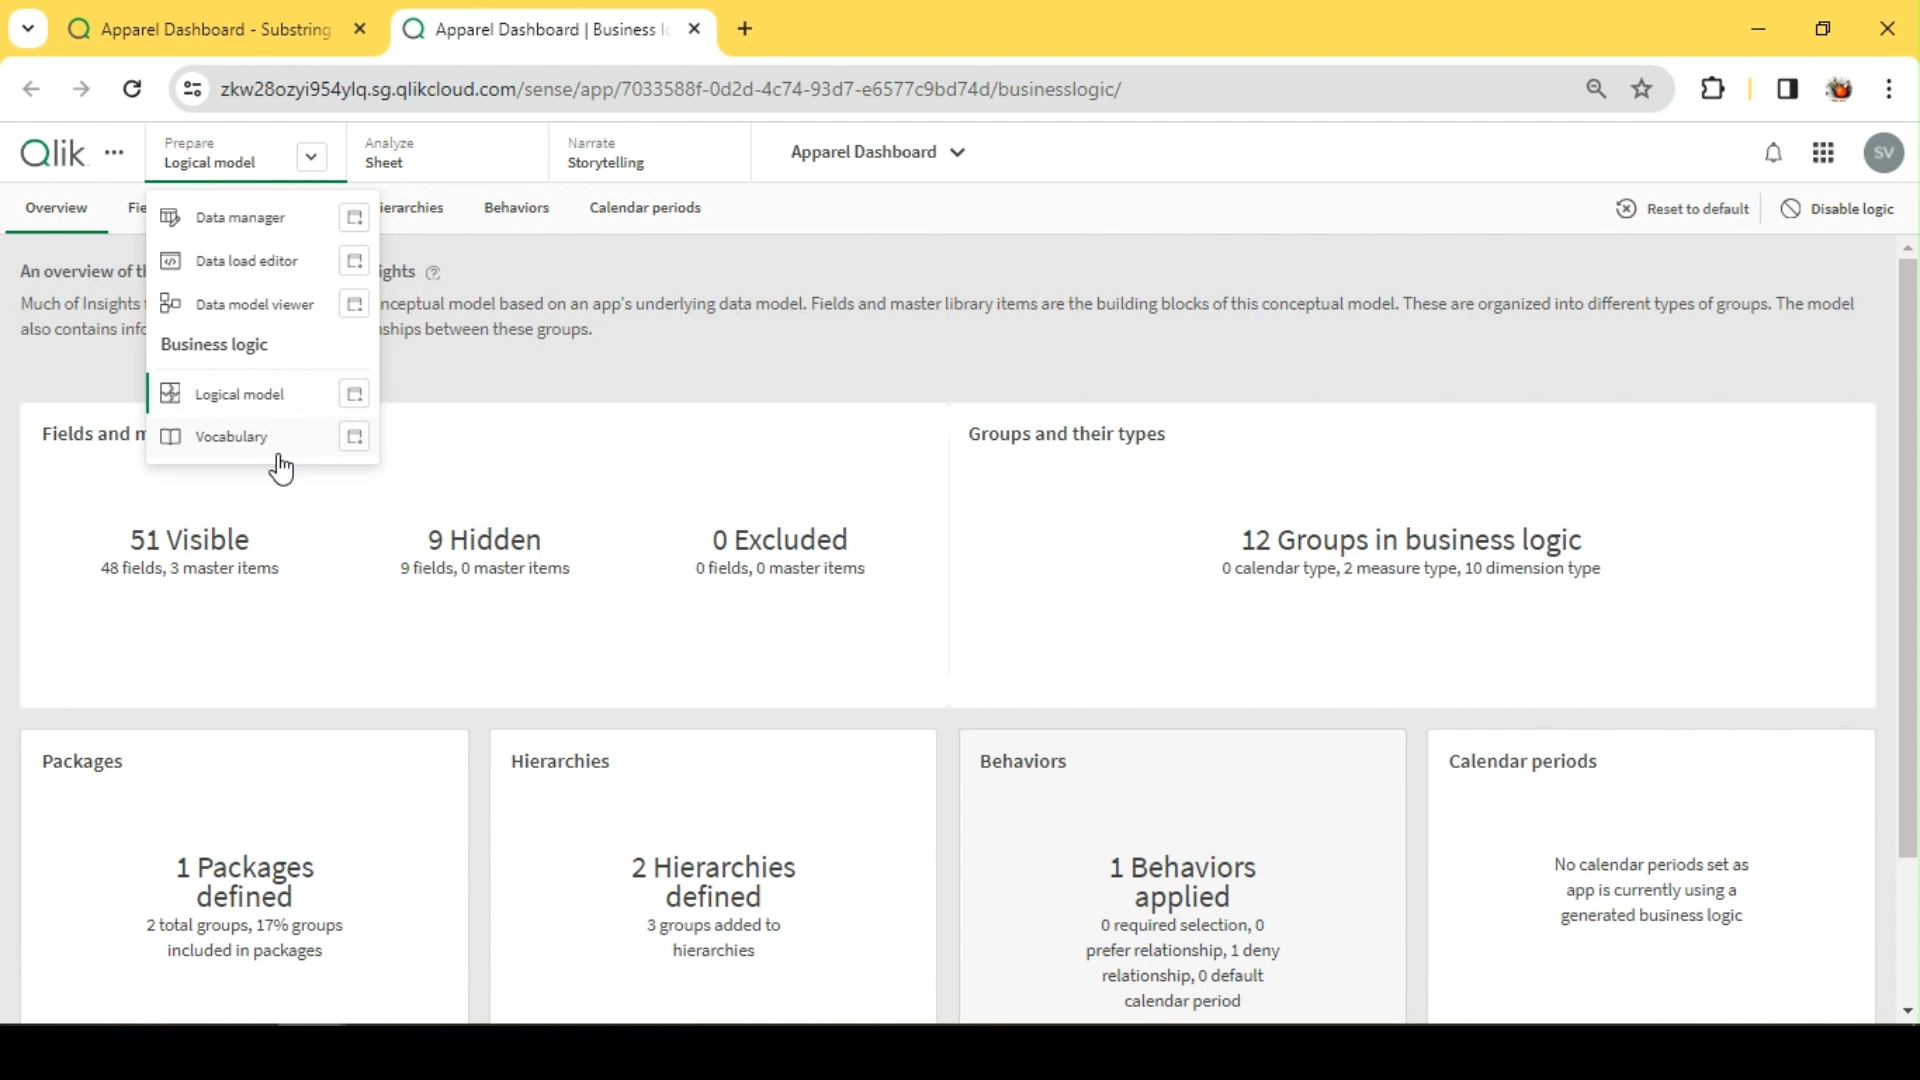 Apparel Dashboard - Substring
Apparel Dashboard | Business
zkw28ozyi954ylq.sg.qlikcloud.com/sense/app/7033588f-0d2d-4c74-93d7-e6577c9bd74d/businesslogic/
Qlik
Prepare
Logical model
Analyze
Sheet
Narrate
Storytelling
Apparel Dashboard
SV
Overview
Fie
ierarchies
Behaviors
Calendar periods
Reset to default
Disable logic
Data manager
Data load editor
Data model viewer
Business logic
Logical model
Vocabulary
An overview of th ights
Much of Insights nceptual model based on an app's underlying data model. Fields and master library items are the building blocks of this conceptual model. These are organized into different types of groups. The model
also contains info ships between these groups.
Fields and m
Groups and their types
51 Visible
48 fields, 3 master items
9 Hidden
9 fields, 0 master items
0 Excluded
0 fields, 0 master items
12 Groups in business logic
0 calendar type, 2 measure type, 10 dimension type
Packages
1 Packages
defined
2 total groups, 17% groups
included in packages
Hierarchies
2 Hierarchies
defined
3 groups added to
hierarchies
Behaviors
1 Behaviors
applied
0 required selection, 0
prefer relationship, 1 deny
relationship, 0 default
calendar period
Calendar periods
No calendar periods set as
app is currently using a
generated business logic